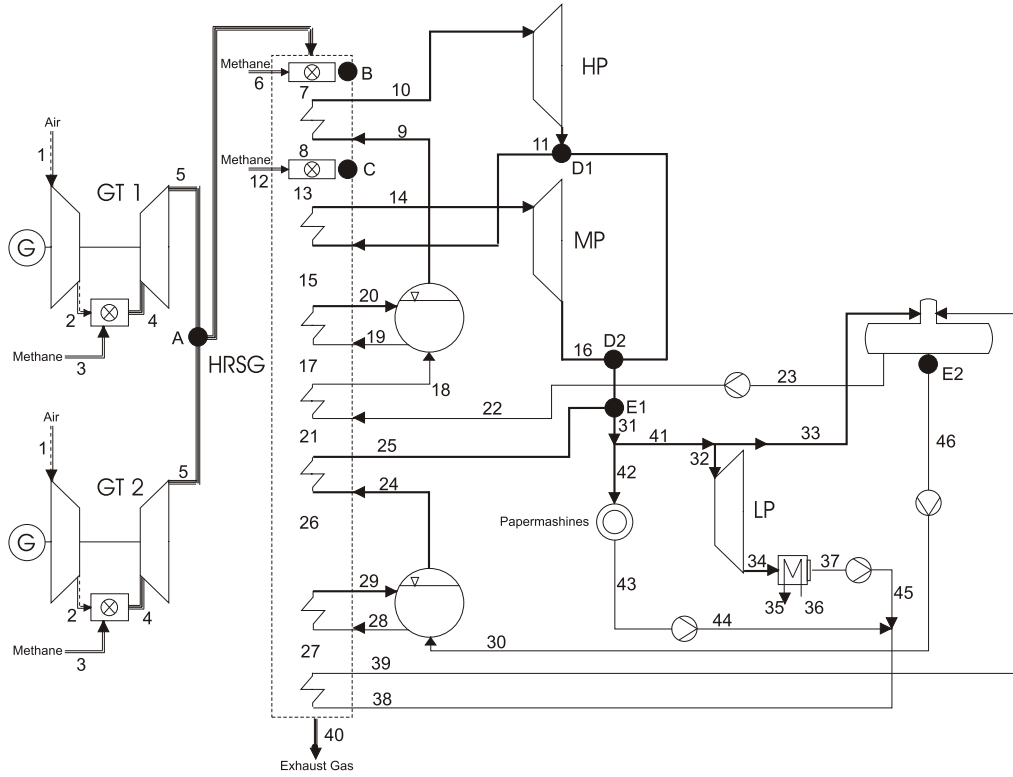 HP
Methane
B
6
7
10
Air
11
9
1
Methane
8
D1
C
12
5
GT 1
13
14
MP
G
15
20
2
4
A
D2
HRSG
19
16
Methane
3
17
E2
23
18
22
E1
Air
21
31
25
41
33
1
42
46
32
5
GT 2
24
LP
26
Papermashines
G
34
37
29
43
45
35
36
2
4
28
44
30
Methane
27
3
39
38
40
Exhaust Gas